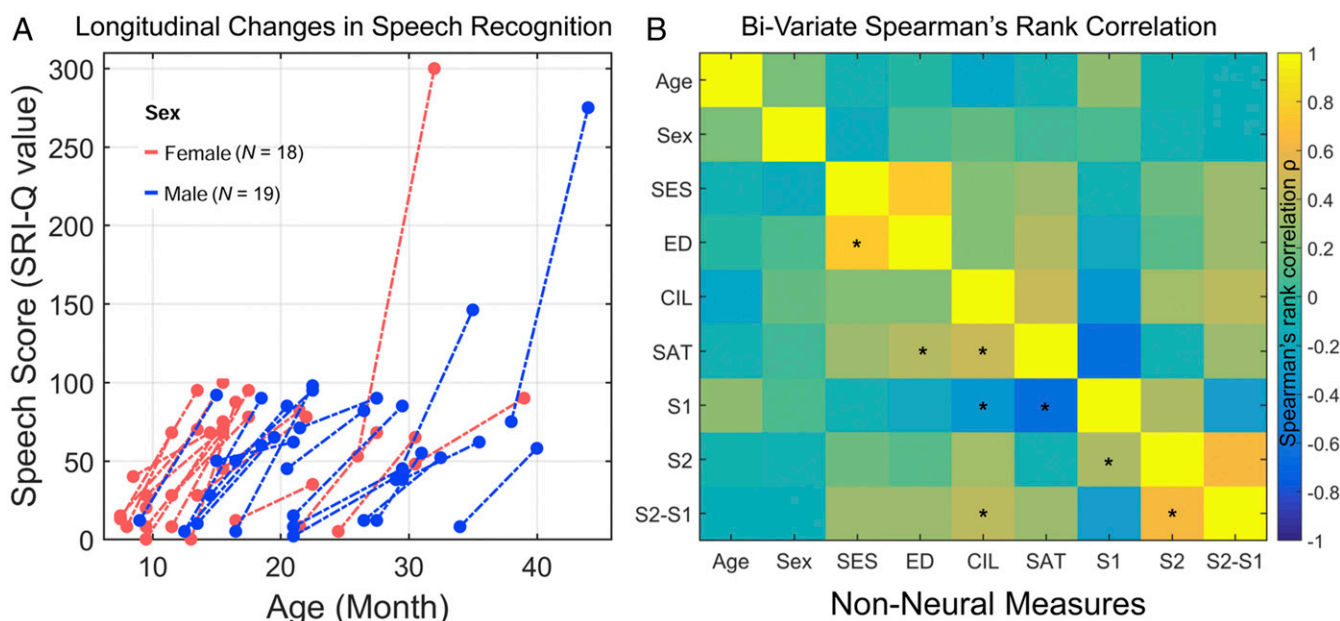 A Longitudinal Changes in Speech Recognition
Speech Score (SRI-Q value)
300
250
200
150
100
50
0
Sex
Female (N = 18)
Male (N = 19)
10 20 30 40
Age (Month)
B Bi-Variate Spearman's Rank Correlation
Age
Sex
SES
ED
CIL
SAT
S1
S2
S2-S1
*
* *
* *
*
* *
Age Sex SES ED CIL SAT S1 S2 S2-S1
Non-Neural Measures
1
0.8
0.6
0.4
0.2
0
-0.2
-0.4
-0.6
-0.8
-1
Spearman's rank correlation ρ